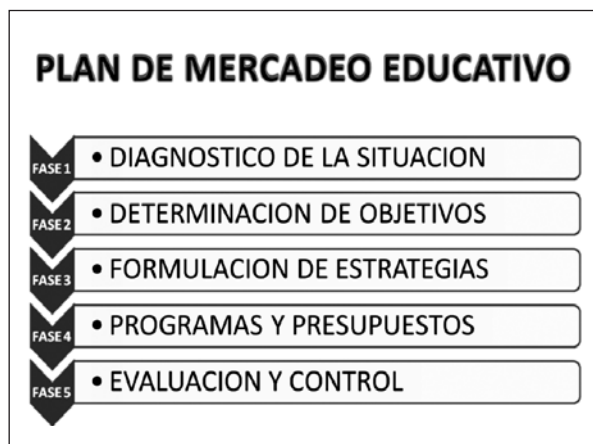 PLAN DE MERCADEO EDUCATIVO
FASE 1 • DIAGNOSTICO DE LA SITUACION
FASE 2 • DETERMINACION DE OBJETIVOS
FASE 3 • FORMULACION DE ESTRATEGIAS
FASE 4 • PROGRAMAS Y PRESUPUESTOS
FASE 5 • EVALUACION Y CONTROL